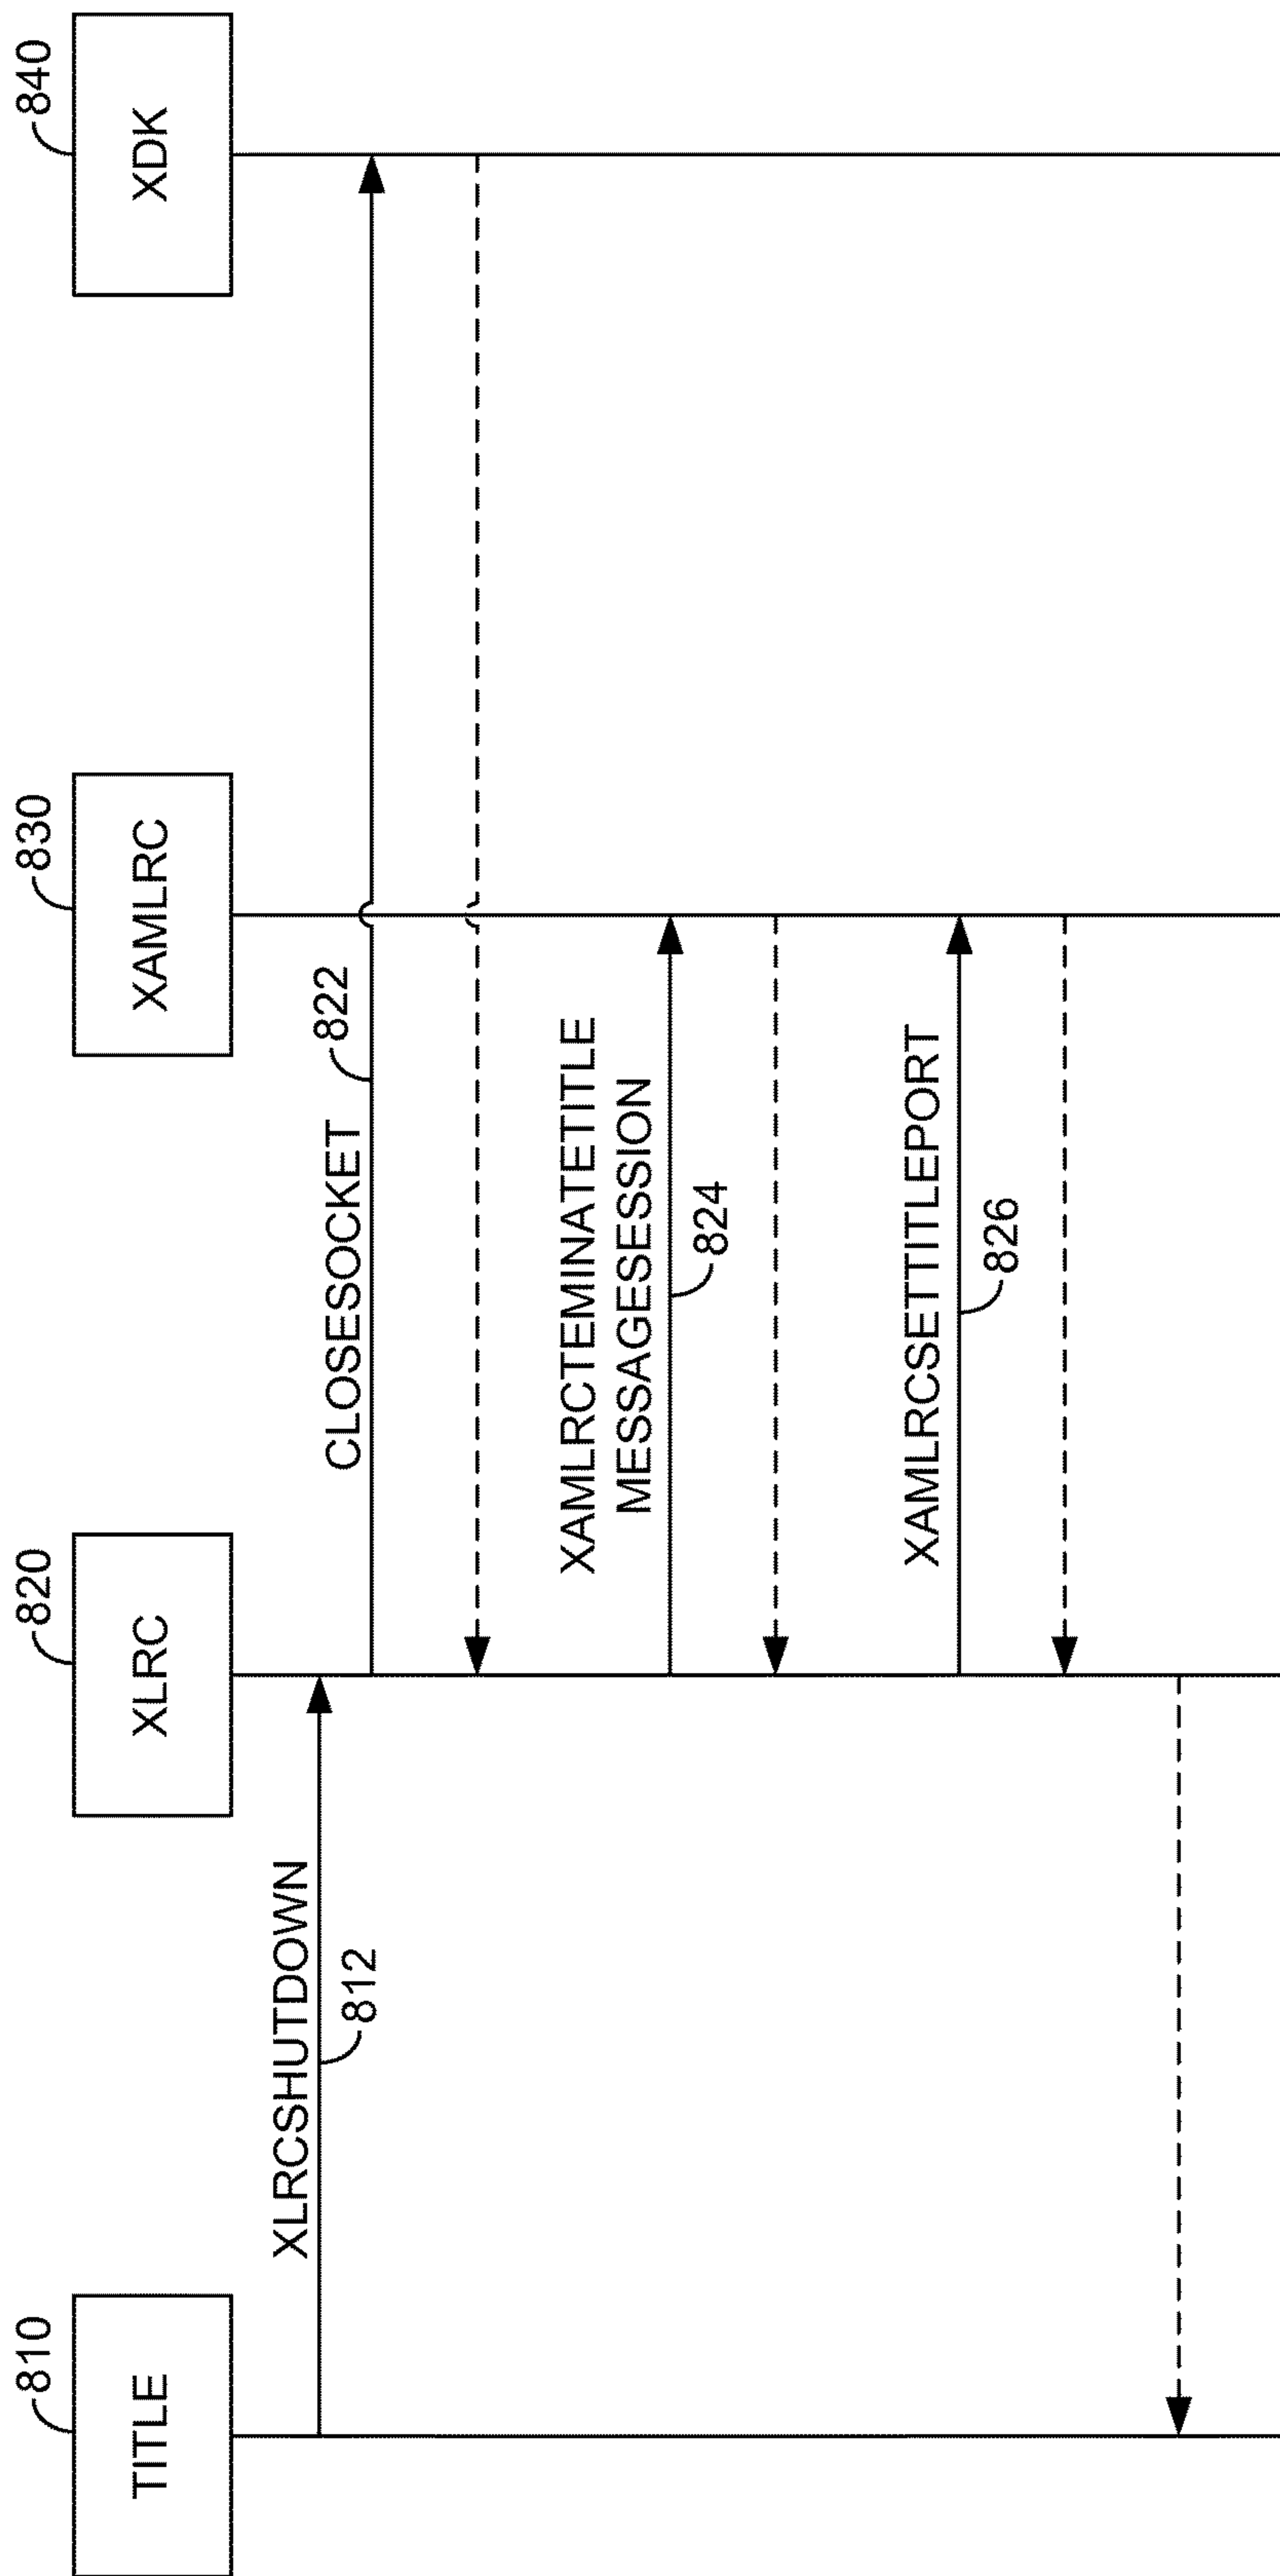 810
TITLE
820
XLRC
830
XAMLRC
840
XDK
XLRCSHUTDOWN
812
CLOSESOCKET
822
XAMLRCTEMINATETITLE
MESSAGESESSION
824
XAMLRCSETTITLEPORT
826